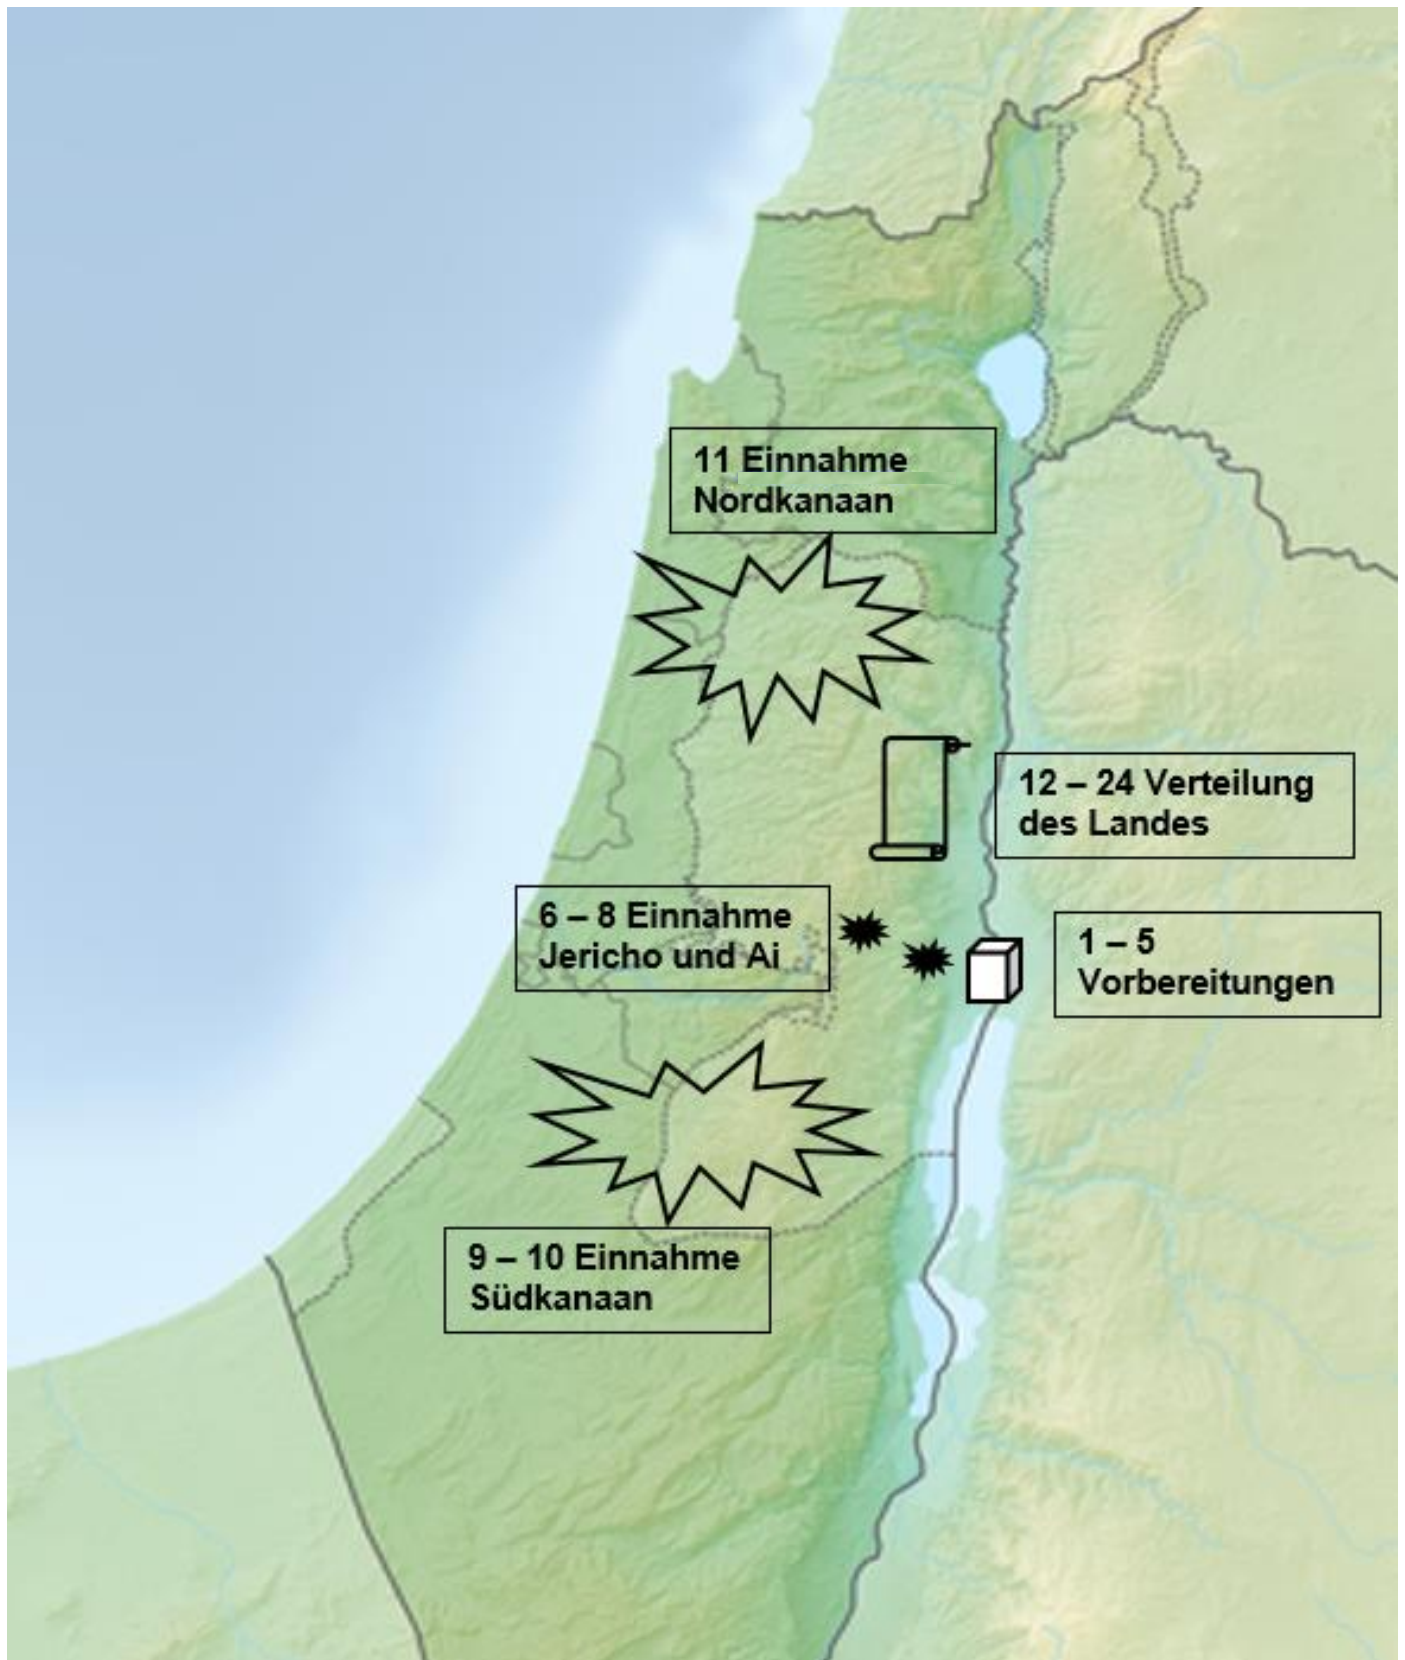 11 Einnahme
Nordkanaan
12 – 24 Verteilung
des Landes
6 – 8 Einnahme
Jericho und Ai
1 – 5
Vorbereitungen
9 – 10 Einnahme
Südkanaan